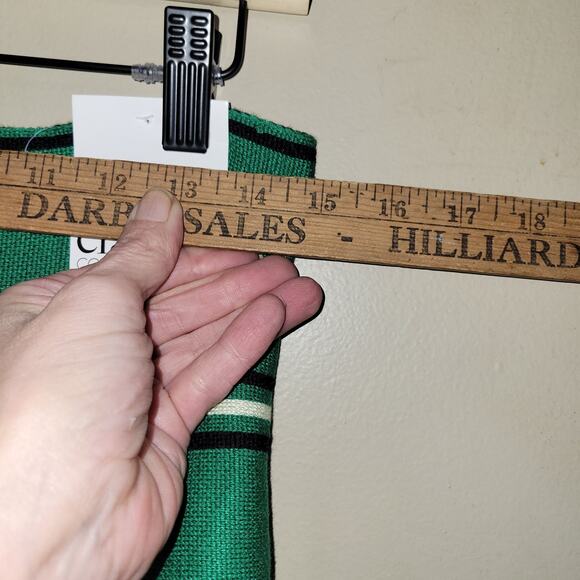 11 12 13 14 15 16 17 18
DARB SALES - HILLIARD